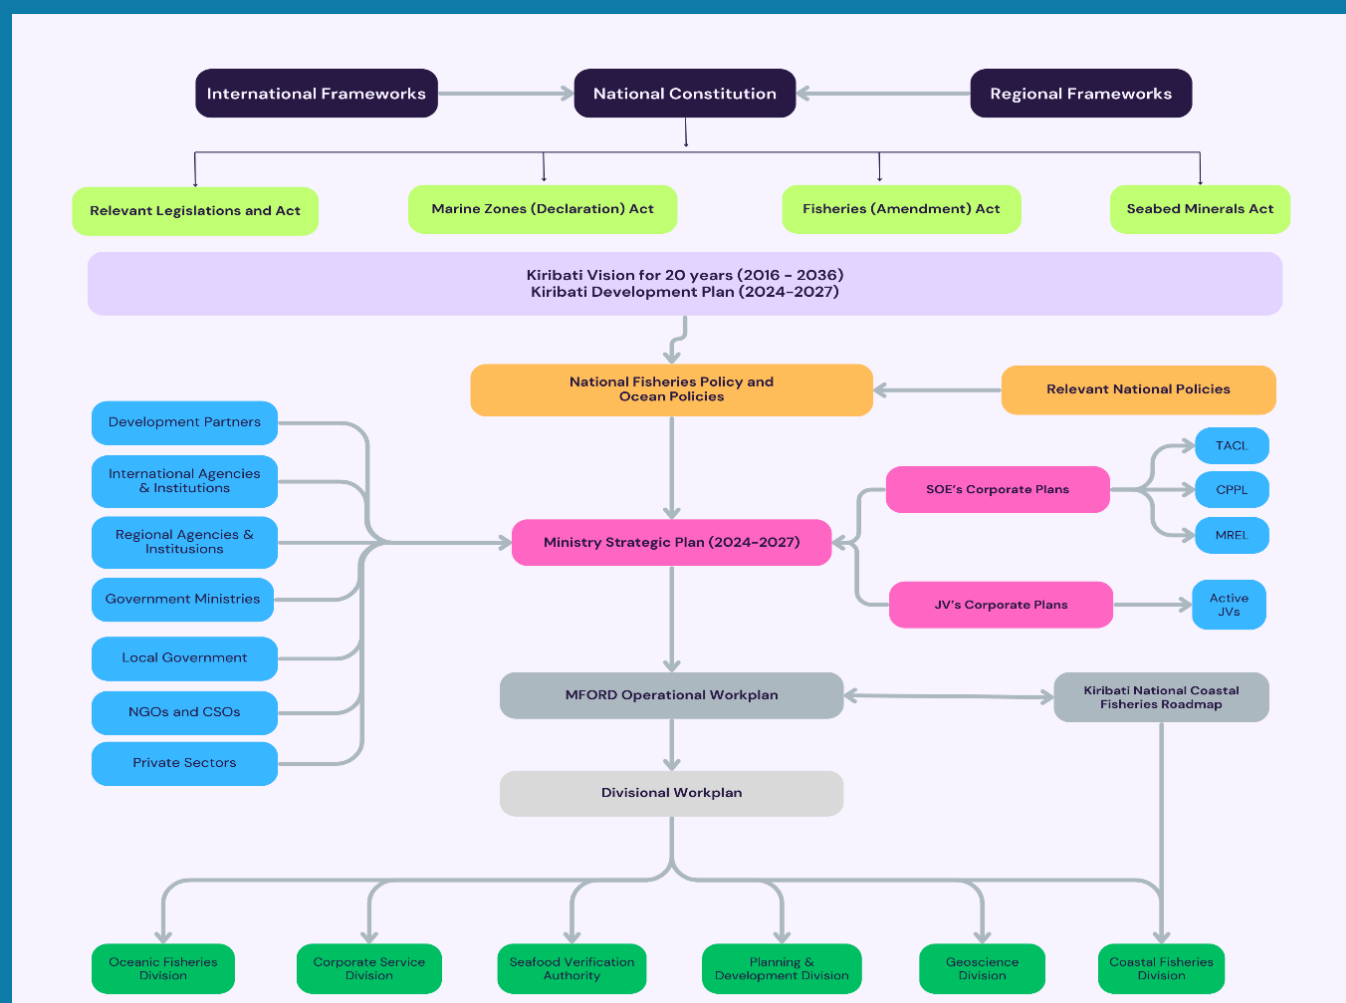 International Frameworks
National Constitution
Regional Frameworks
Relevant Legislations and Act
Marine Zones (Declaration) Act
Fisheries (Amendment) Act
Seabed Minerals Act
Kiribati Vision for 20 years (2016 - 2036)
Kiribati Development Plan (2024-2027)
National Fisheries Policy and
Ocean Policies
Relevant National Policies
Development Partners
International Agencies
& Institutions
Regional Agencies &
Institusions
Government Ministries
Local Government
NGOs and CSOs
Private Sectors
Ministry Strategic Plan (2024-2027)
SOE's Corporate Plans
JV's Corporate Plans
TACL
CPPL
MREL
Active
JVs
MFORD Operational Workplan
Kiribati National Coastal
Fisheries Roadmap
Divisional Workplan
Oceanic Fisheries
Division
Corporate Service
Division
Seafood Verification
Authority
Planning &
Development Division
Geoscience
Division
Coastal Fisheries
Division